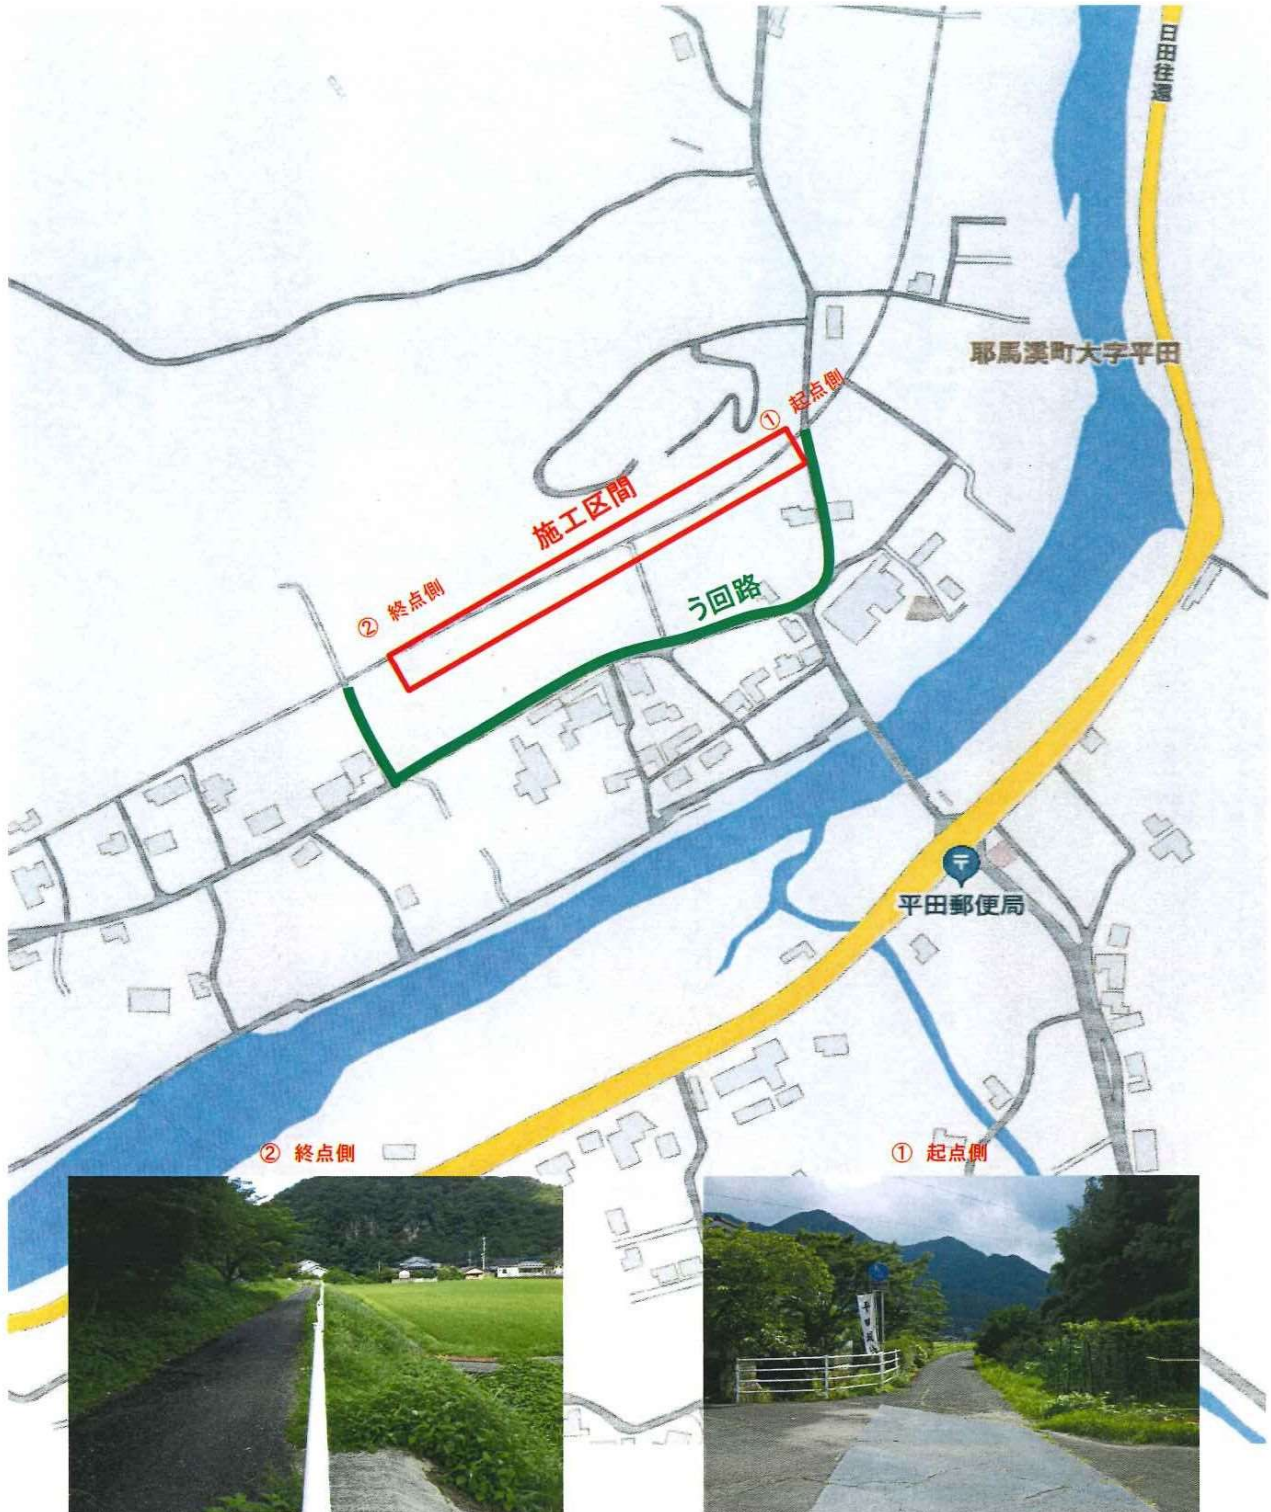 日田往還
耶馬溪町大字平田
① 起点側
施工区間
② 終点側
う回路
平田郵便局
② 終点側
① 起点側